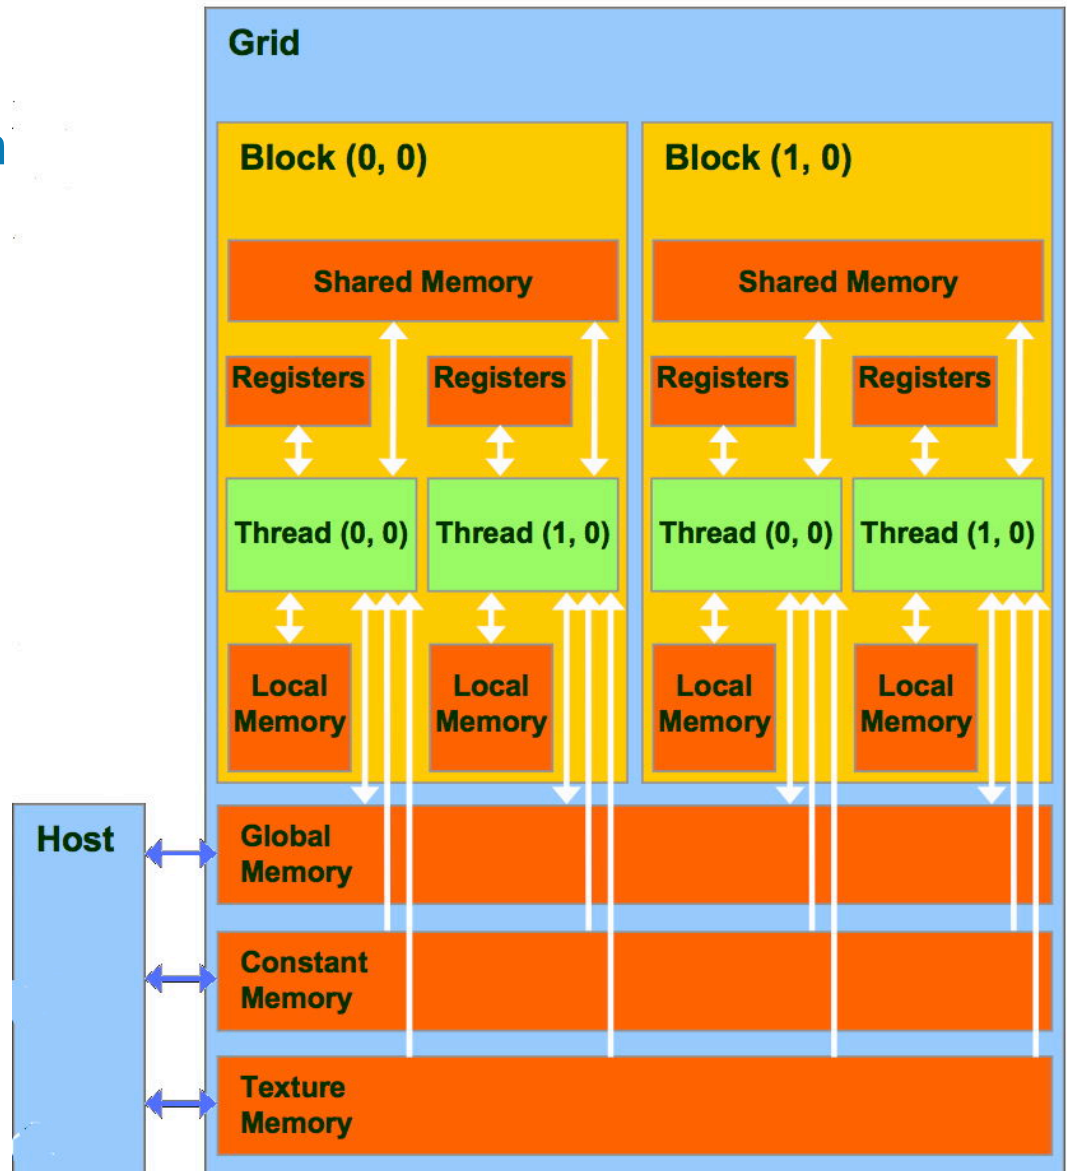 Grid
Block (0, 0)
Block (1, 0)
Shared Memory
Shared Memory
Registers
Registers
Registers
Registers
Thread (0, 0)
Thread (1, 0)
Thread (0, 0)
Thread (1, 0)
Local
Memory
Local
Memory
Local
Memory
Local
Memory
Host
Global
Memory
Constant
Memory
Texture
Memory